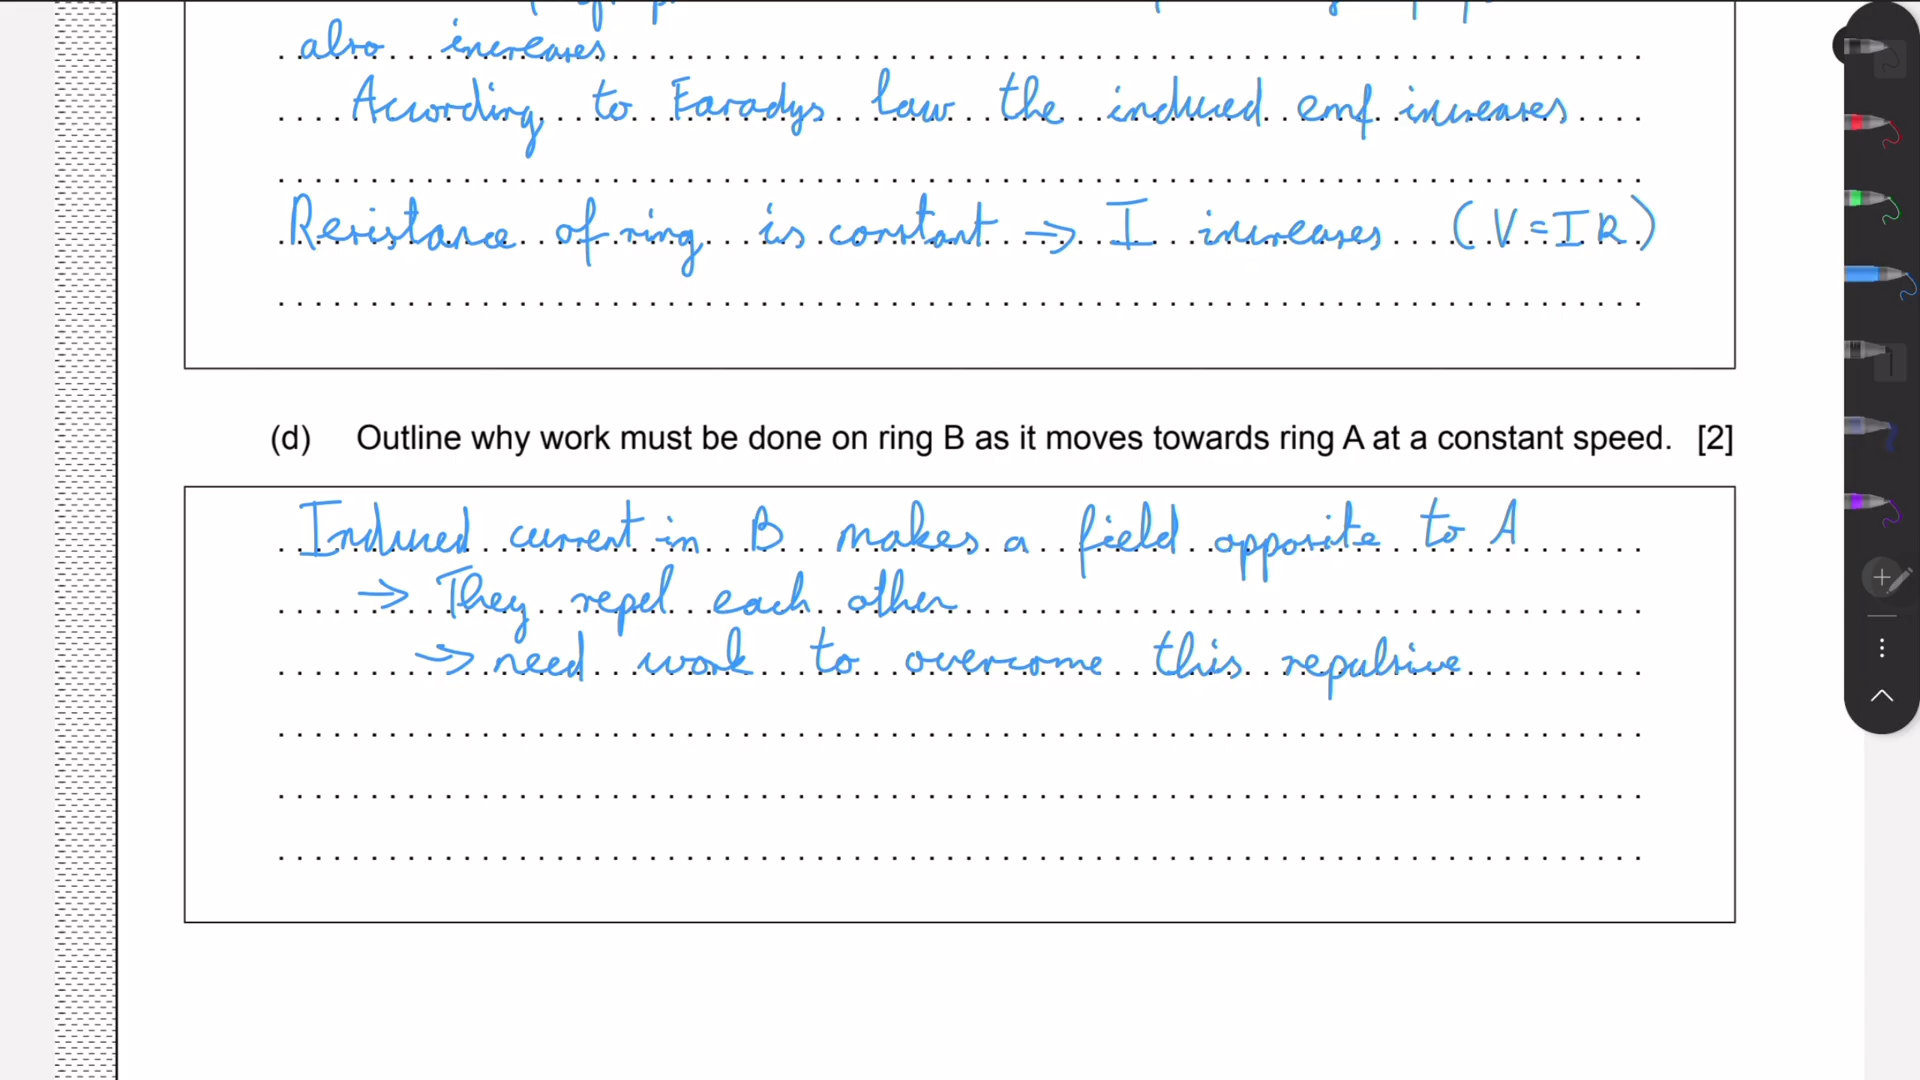 also increases
According to Faradys law the induced emf increases
Resistance of ring is constant → I increases (V=IR)
(d) Outline why work must be done on ring B as it moves towards ring A at a constant speed. [2]
Induced current in B makes a field opposite to A
→ They repel each other
→ need work to overcome this repulsive